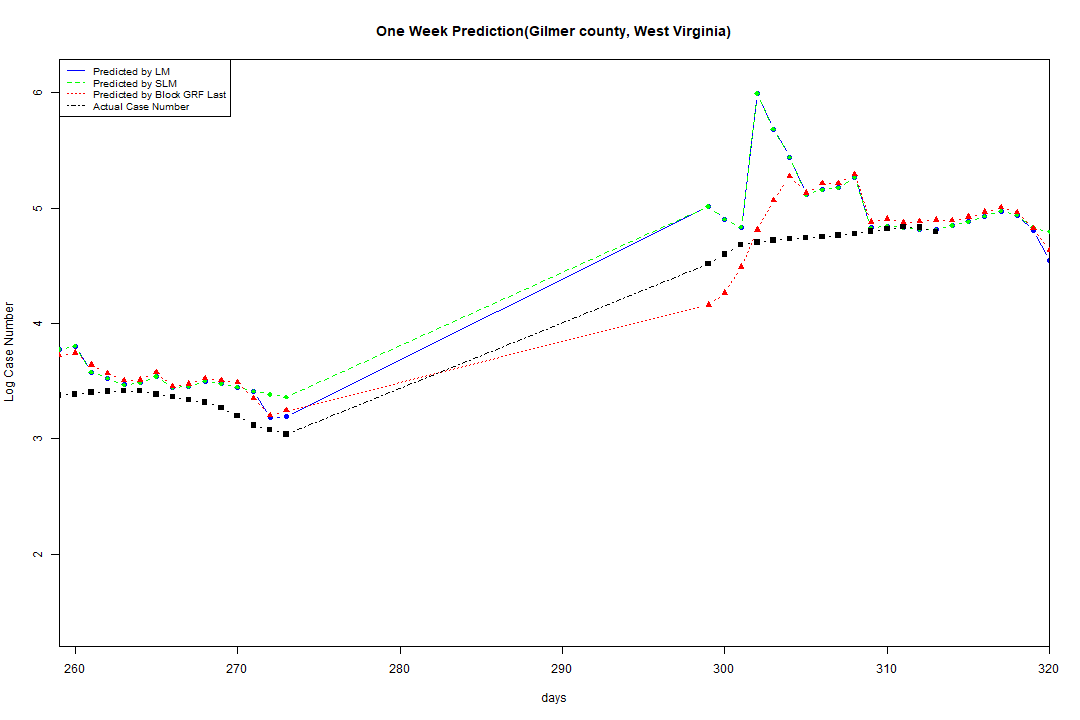 One Week Prediction(Gilmer county, West Virginia)
Predicted by LM
Predicted by SLM
Predicted by Block GRF Last
Actual Case Number
6
5
4
3
2
Log Case Number
260 270 280 290 300 310 320
days